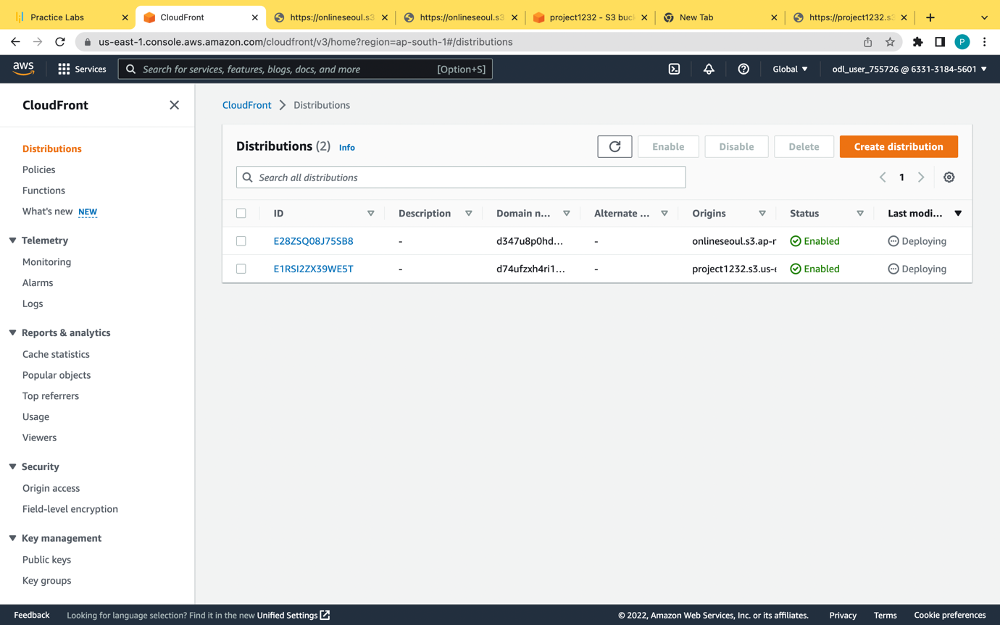 Practice Labs
CloudFront
https://onlineseoul.s3
https://onlineseoul.s3
project1232 - S3 buc
New Tab
https://project1232.s
us-east-1.console.aws.amazon.com/cloudfront/v3/home?region=ap-south-1#/distributions
P
aws
Services
Search for services, features, blogs, docs, and more
[Option+S]
Global
odl_user_755726 @ 6331-3184-5601
CloudFront
Distributions
Policies
Functions
What's new NEW
Telemetry
Monitoring
Alarms
Logs
Reports & analytics
Cache statistics
Popular objects
Top referrers
Usage
Viewers
Security
Origin access
Field-level encryption
Key management
Public keys
Key groups
CloudFront > Distributions
Distributions (2) Info
Enable
Disable
Delete
Create distribution
Search all distributions
1
ID Description Domain n... Alternate ... Origins Status Last modi...
E28ZSQ08J75SB8 - d347u8p0hd... - onlineseoul.s3.ap-r Enabled Deploying
E1RSI2ZX39WE5T - d74ufzxh4ri1... - project1232.s3.us-e Enabled Deploying
Feedback
Looking for language selection? Find it in the new Unified Settings
© 2022, Amazon Web Services, Inc. or its affiliates.
Privacy
Terms
Cookie preferences